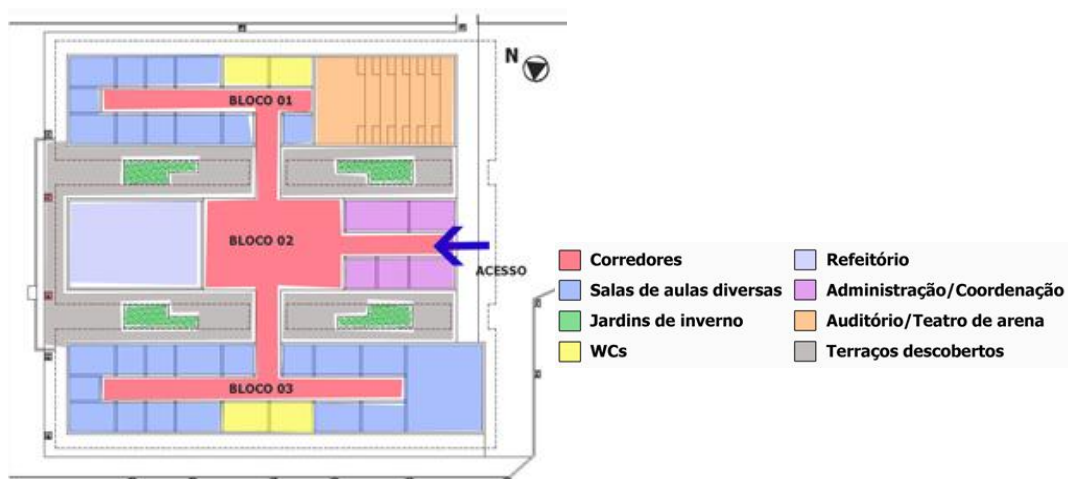 N
BLOCO 01
BLOCO 02
ACESSO
BLOCO 03
Corredores
Salas de aulas diversas
Jardins de inverno
WCs
Refeitório
Administração/Coordenação
Auditório/Teatro de arena
Terraços descobertos